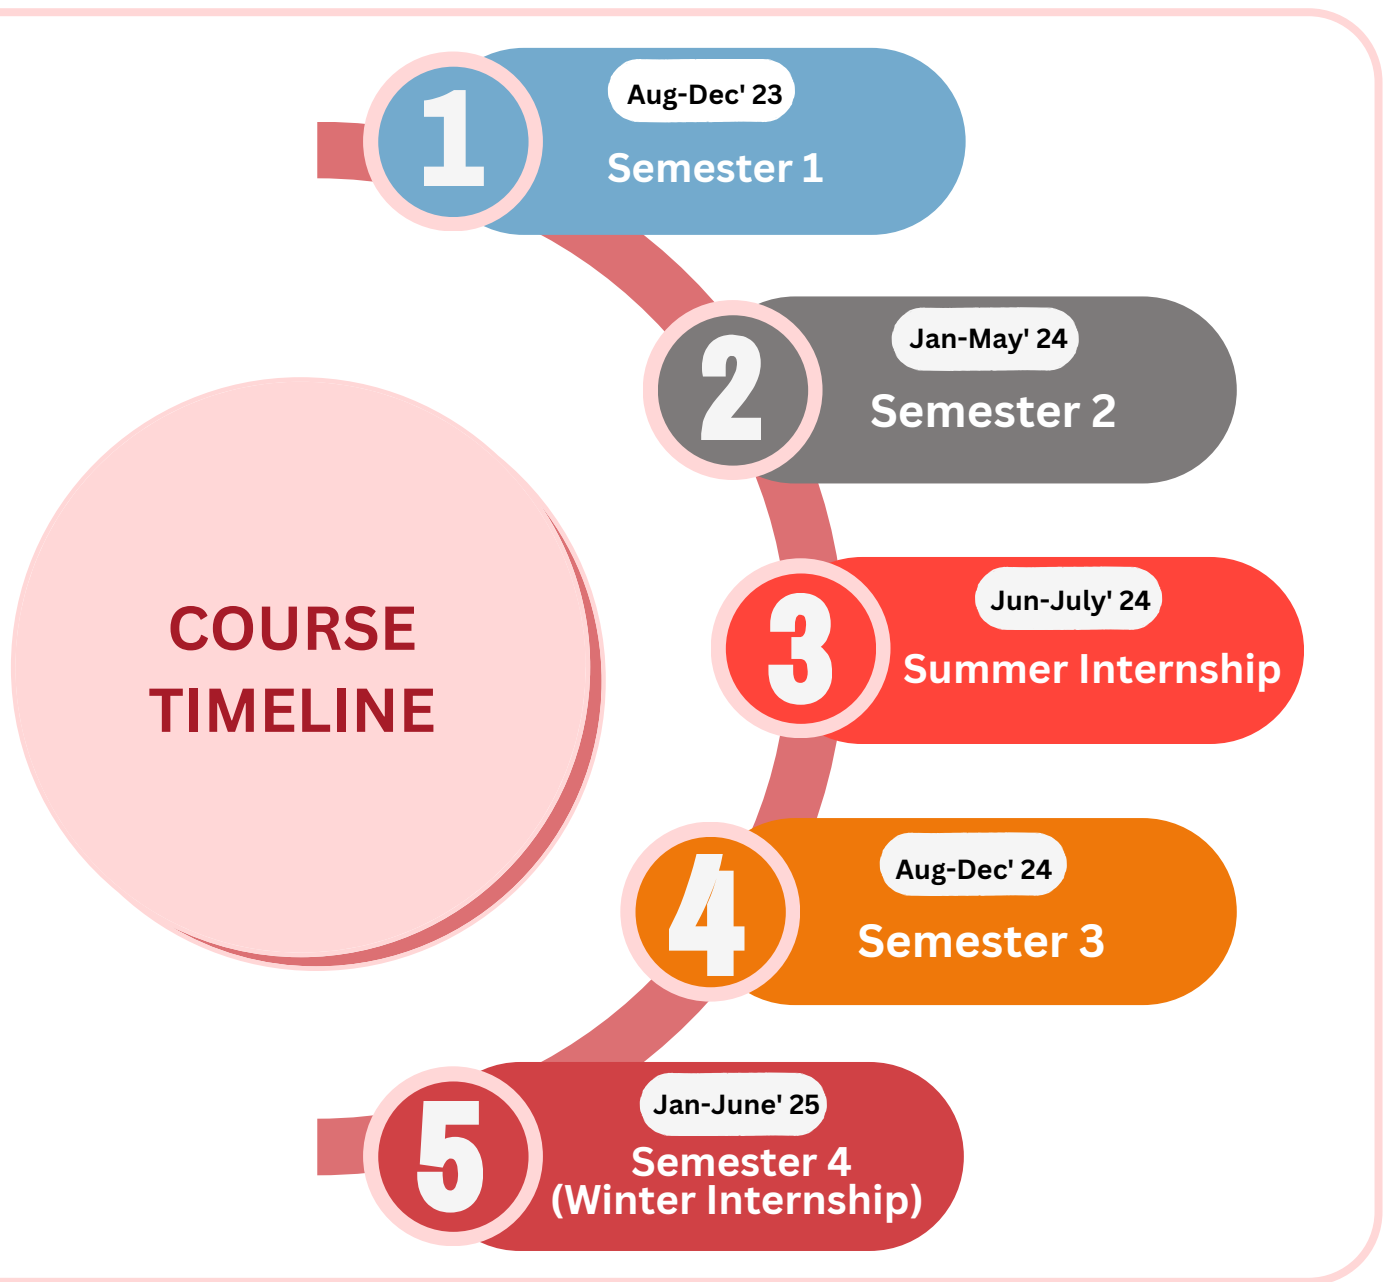 COURSE
TIMELINE
1
Aug-Dec' 23
Semester 1
2
Jan-May' 24
Semester 2
3
Jun-July' 24
Summer Internship
4
Aug-Dec' 24
Semester 3
5
Jan-June' 25
Semester 4
(Winter Internship)